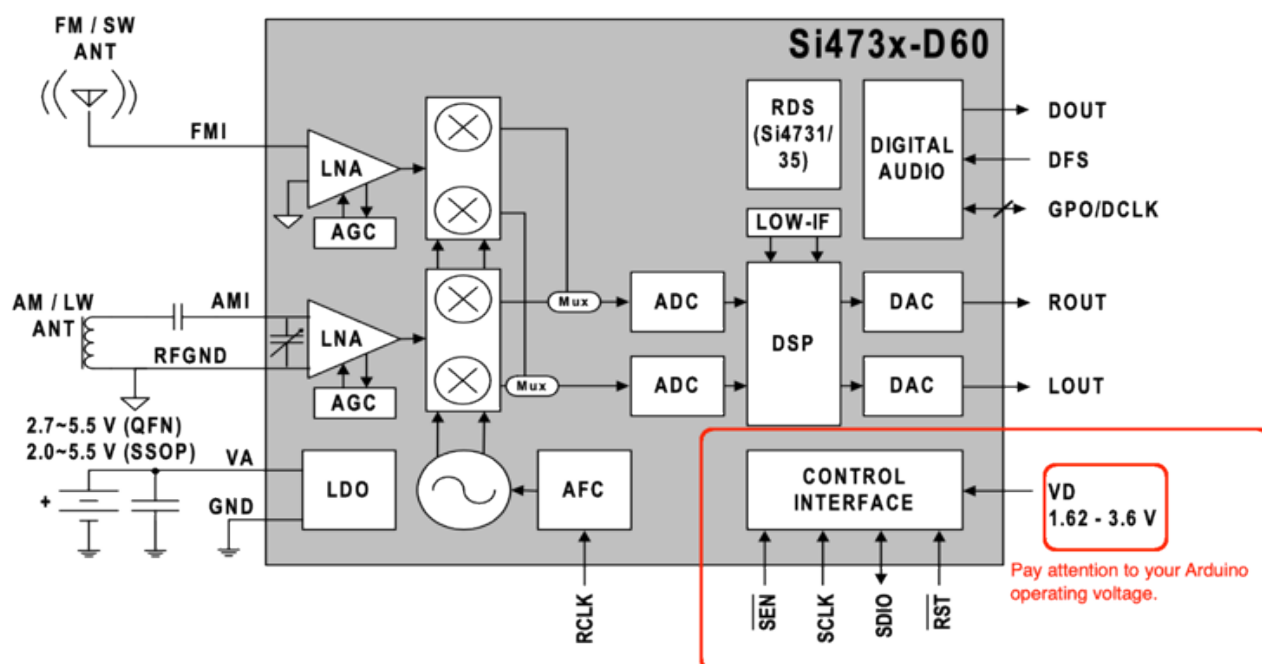 FM / SW
ANT
Si473x-D60
FMI
LNA
AGC
RDS
(Si4731/
35)
DIGITAL
AUDIO
DOUT
DFS
GPO/DCLK
LOW-IF
AM / LW
ANT
AMI
RFGND
LNA
AGC
Mux
Mux
ADC
ADC
DSP
DAC
DAC
ROUT
LOUT
2.7~5.5 V (QFN)
2.0~5.5 V (SSOP)
VA
GND
+
LDO
AFC
RCLK
CONTROL
INTERFACE
VD
1.62 - 3.6 V
SEN
SCLK
SDIO
RST
Pay attention to your Arduino
operating voltage.